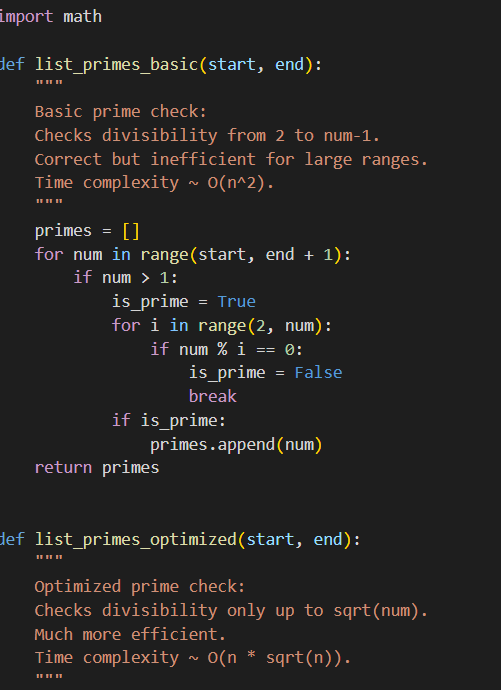 import math
def list_primes_basic(start, end):
"""
Basic prime check:
Checks divisibility from 2 to num-1.
Correct but inefficient for large ranges.
Time complexity ~ O(n^2).
"""
primes = []
for num in range(start, end + 1):
if num > 1:
is_prime = True
for i in range(2, num):
if num % i == 0:
is_prime = False
break
if is_prime:
primes.append(num)
return primes
def list_primes_optimized(start, end):
"""
Optimized prime check:
Checks divisibility only up to sqrt(num).
Much more efficient.
Time complexity ~ O(n * sqrt(n)).
"""